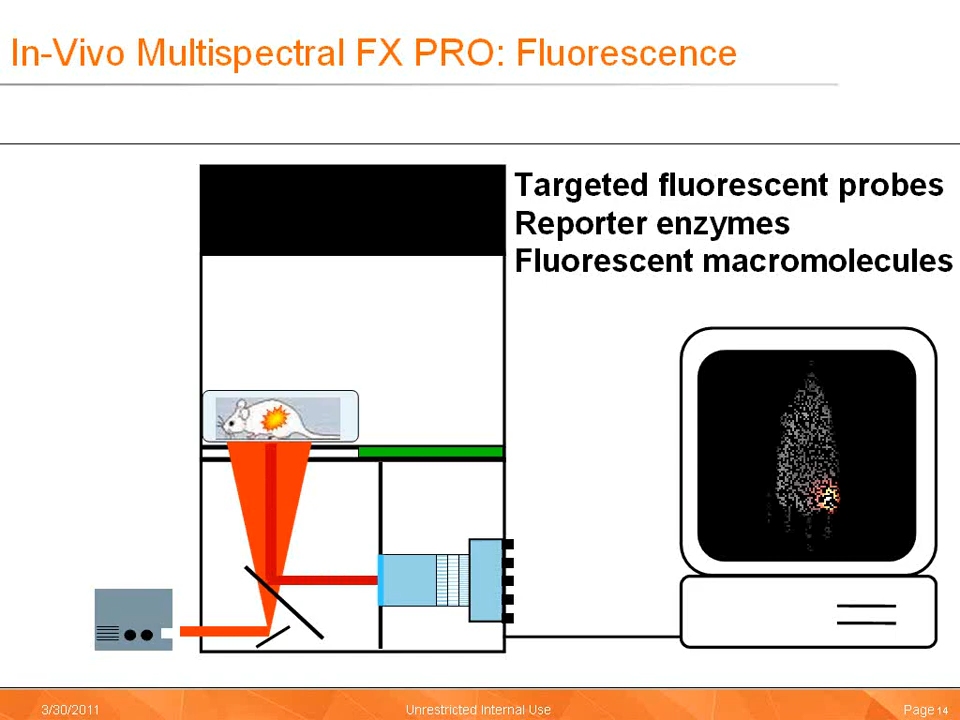 In-Vivo Multispectral FX PRO: Fluorescence
Targeted fluorescent probes
Reporter enzymes
Fluorescent macromolecules
3/30/2011
Unrestricted Internal Use
Page 14